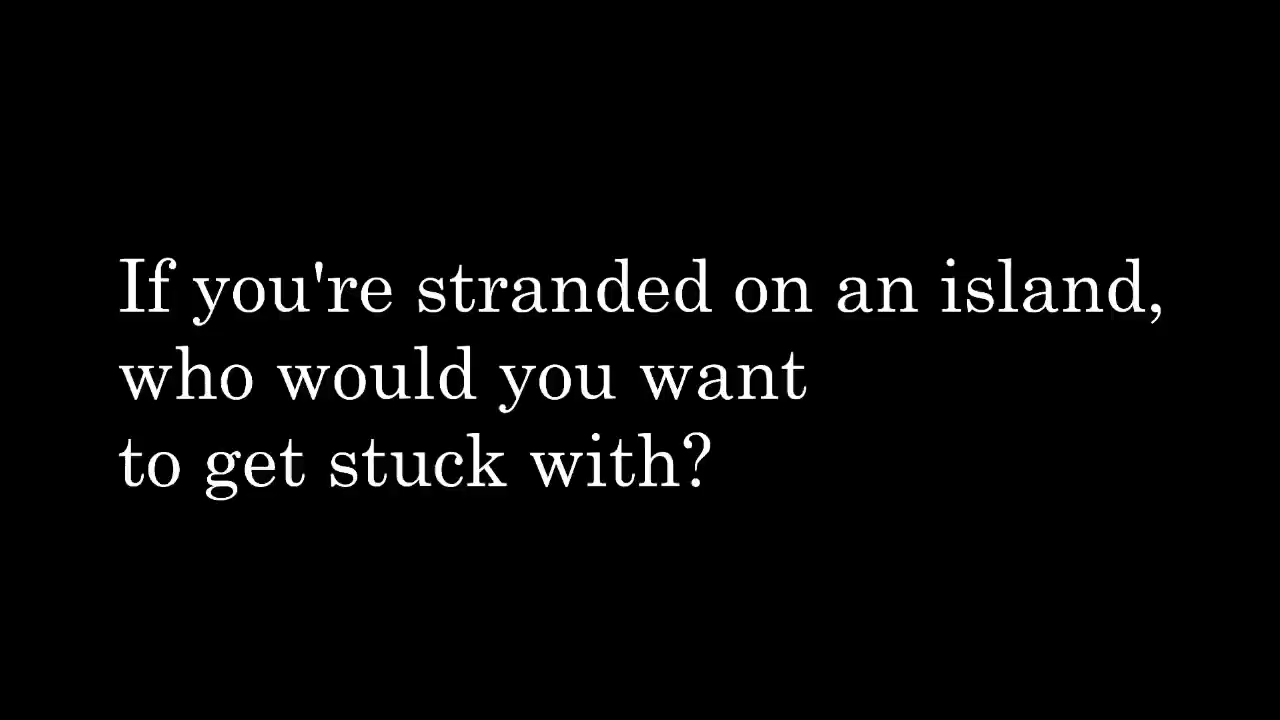 If you're stranded on an island,
who would you want
to get stuck with?